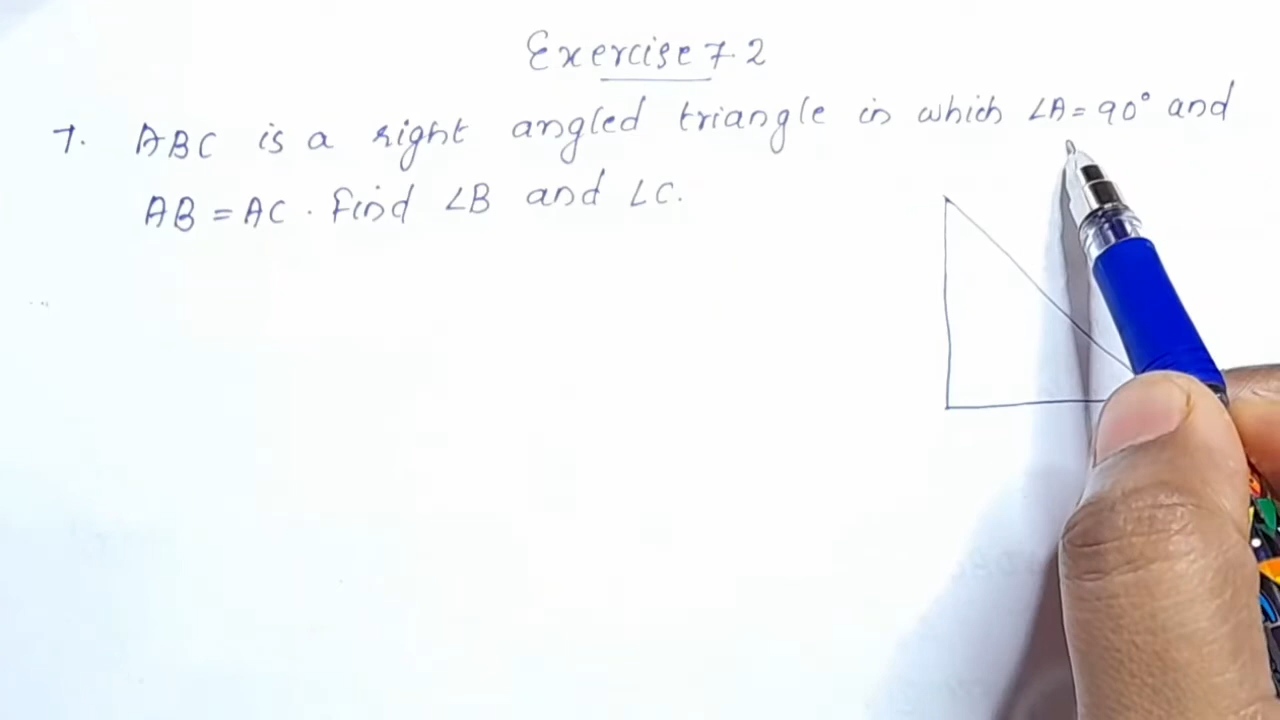 Exercise 7.2
7. ABC is a right angled triangle in which ∠A = 90° and
AB = AC. Find ∠B and ∠C.